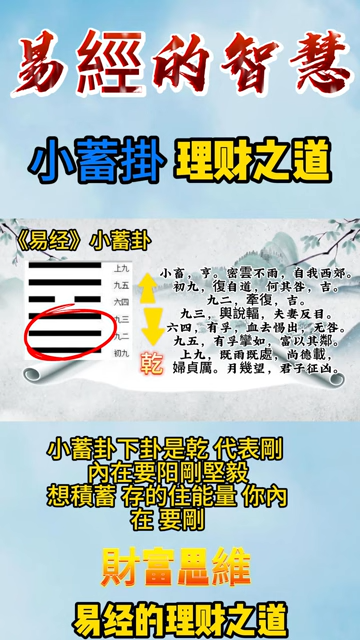 易經的智慧
小蓄掛 理财之道
《易经》小蓄卦
上九
九五
六四
九三
九二
初九
乾
小畜，亨。密雲不雨，自我西郊。
初九，復自道，何其咎，吉。
九二，牽復，吉。
九三，輿說輻，夫妻反目。
六四，有孚，血去惕出，无咎。
九五，有孚攣如，富以其鄰。
上九，既雨既處，尚德載，
婦貞厲。月幾望，君子征凶。
小蓄卦下卦是乾 代表剛
內在要阳剛堅毅
想積蓄 存的住能量 你內
在 要剛
財富思維
易经的理财之道